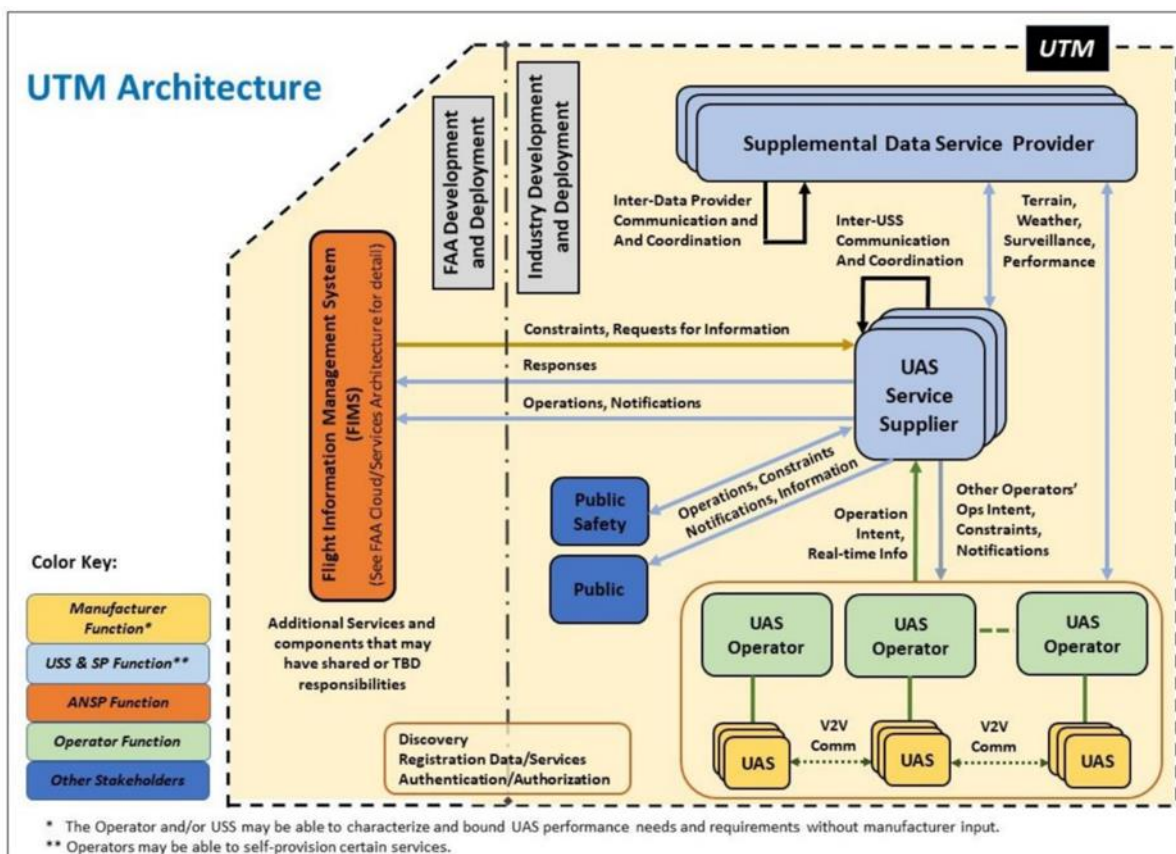 UTM
UTM Architecture
FAA Development
and Deployment
Industry Development
and Deployment
Supplemental Data Service Provider
Inter-Data Provider
Communication and
And Coordination
Inter-USS
Communication
And Coordination
Terrain,
Weather,
Surveillance,
Performance
Flight Information Management System
(FIMS)
(See FAA Cloud/Services Architecture for detail)
Constraints, Requests for Information
Responses
Operations, Notifications
UAS
Service
Supplier
Operations, Constraints
Notifications, Information
Public
Safety
Public
Operation
Intent,
Real-time Info
Other Operators'
Ops Intent,
Constraints,
Notifications
Color Key:
Manufacturer
Function*
USS & SP Function**
ANSP Function
Operator Function
Other Stakeholders
Additional Services and
components that may
have shared or TBD
responsibilities
Discovery
Registration Data/Services
Authentication/Authorization
UAS
Operator
UAS
Operator
UAS
Operator
V2V
Comm
V2V
Comm
UAS
UAS
UAS
* The Operator and/or USS may be able to characterize and bound UAS performance needs and requirements without manufacturer input.
** Operators may be able to self-provision certain services.